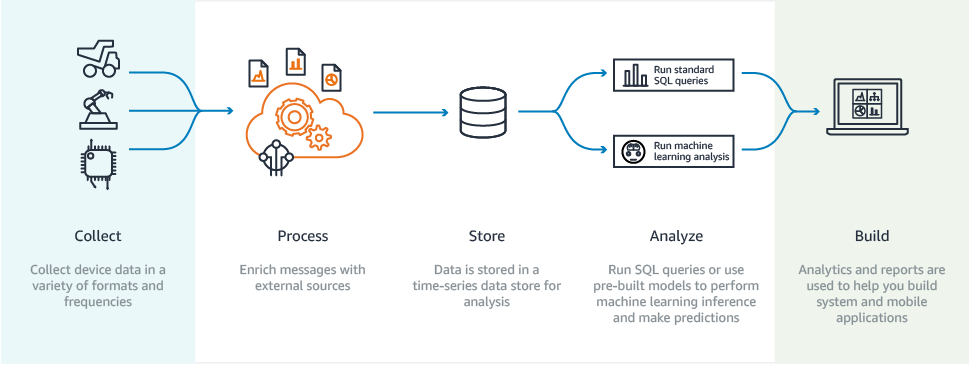 Run standard
SQL queries
Run machine
learning analysis
Collect
Process
Store
Analyze
Build
Collect device data in a
variety of formats and
frequencies
Enrich messages with
external sources
Data is stored in a
time-series data store for
analysis
Run SQL queries or use
pre-built models to perform
machine learning inference
and make predictions
Analytics and reports are
used to help you build
system and mobile
applications